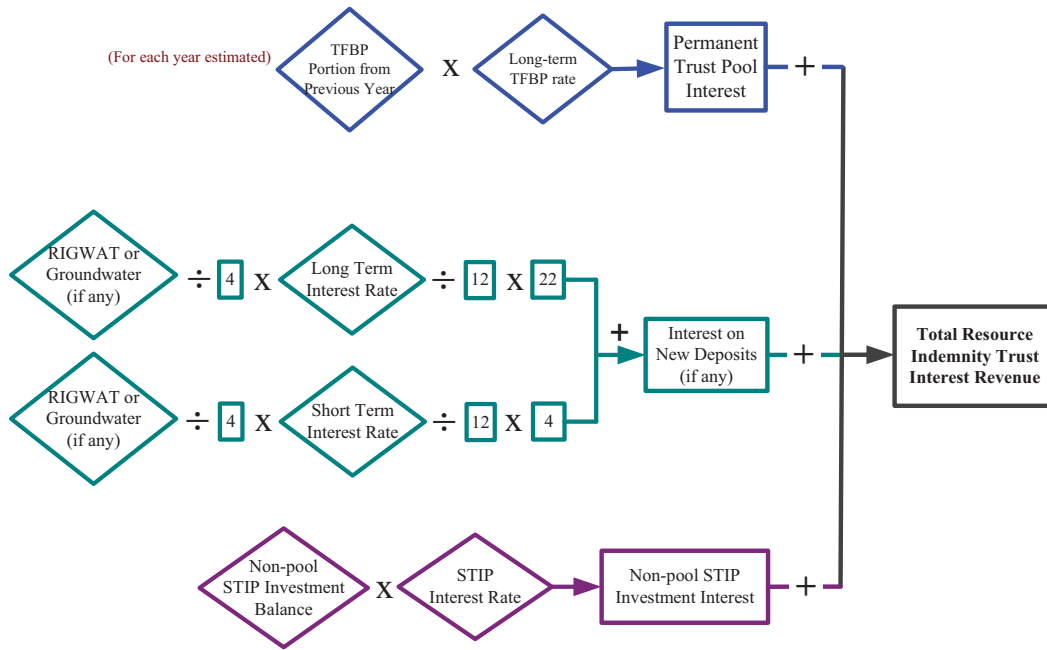 (For each year estimated)
TFBP
Portion from
Previous Year
X
Long-term
TFBP rate
Permanent
Trust Pool
Interest
+
RIGWAT or
Groundwater
(if any)
÷
4
X
Long Term
Interest Rate
÷
12
X
22
RIGWAT or
Groundwater
(if any)
÷
4
X
Short Term
Interest Rate
÷
12
X
4
+
Interest on
New Deposits
(if any)
+
Total Resource
Indemnity Trust
Interest Revenue
Non-pool
STIP Investment
Balance
X
STIP
Interest Rate
Non-pool STIP
Investment Interest
+